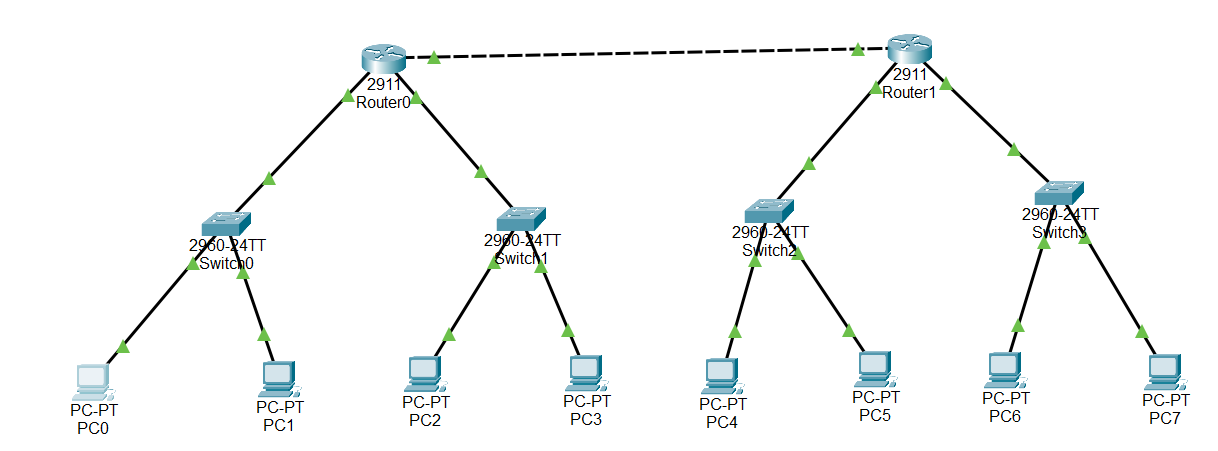 2911
Router0
2911
Router1
2960-24TT
Switch0
2960-24TT
Switch1
2960-24TT
Switch2
2960-24TT
Switch3
PC-PT
PC0
PC-PT
PC1
PC-PT
PC2
PC-PT
PC3
PC-PT
PC4
PC-PT
PC5
PC-PT
PC6
PC-PT
PC7